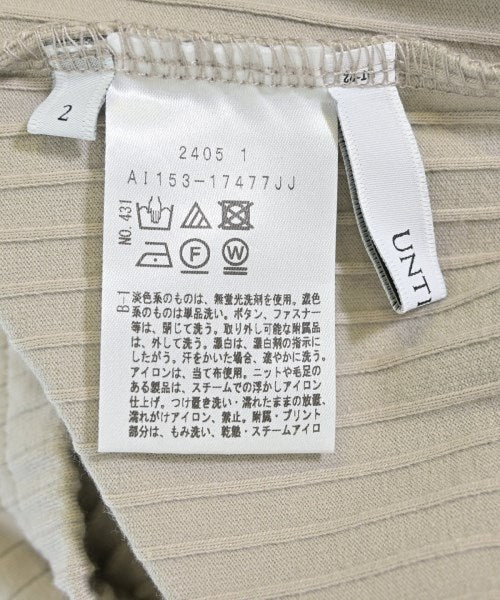 2
2405 1
AI153-17477JJ
NO.431
F
W
B-1
淡色系のものは、無蛍光洗剤を使用。濃色
系のものは単品洗い。ボタン、ファスナー
等は、閉じて洗う。取り外し可能な附属品
は、外して洗う。漂白は、漂白剤の指示に
したがう。汗をかいた場合、速やかに洗う。
アイロンは、当て布使用。ニットや毛足の
ある製品は、スチームでの浮かしアイロン
仕上げ。つけ置き洗い・濡れたままの放置、
濡れがけアイロン、禁止。附属・プリント
部分は、もみ洗い、乾燥・スチームアイロ
UNTI